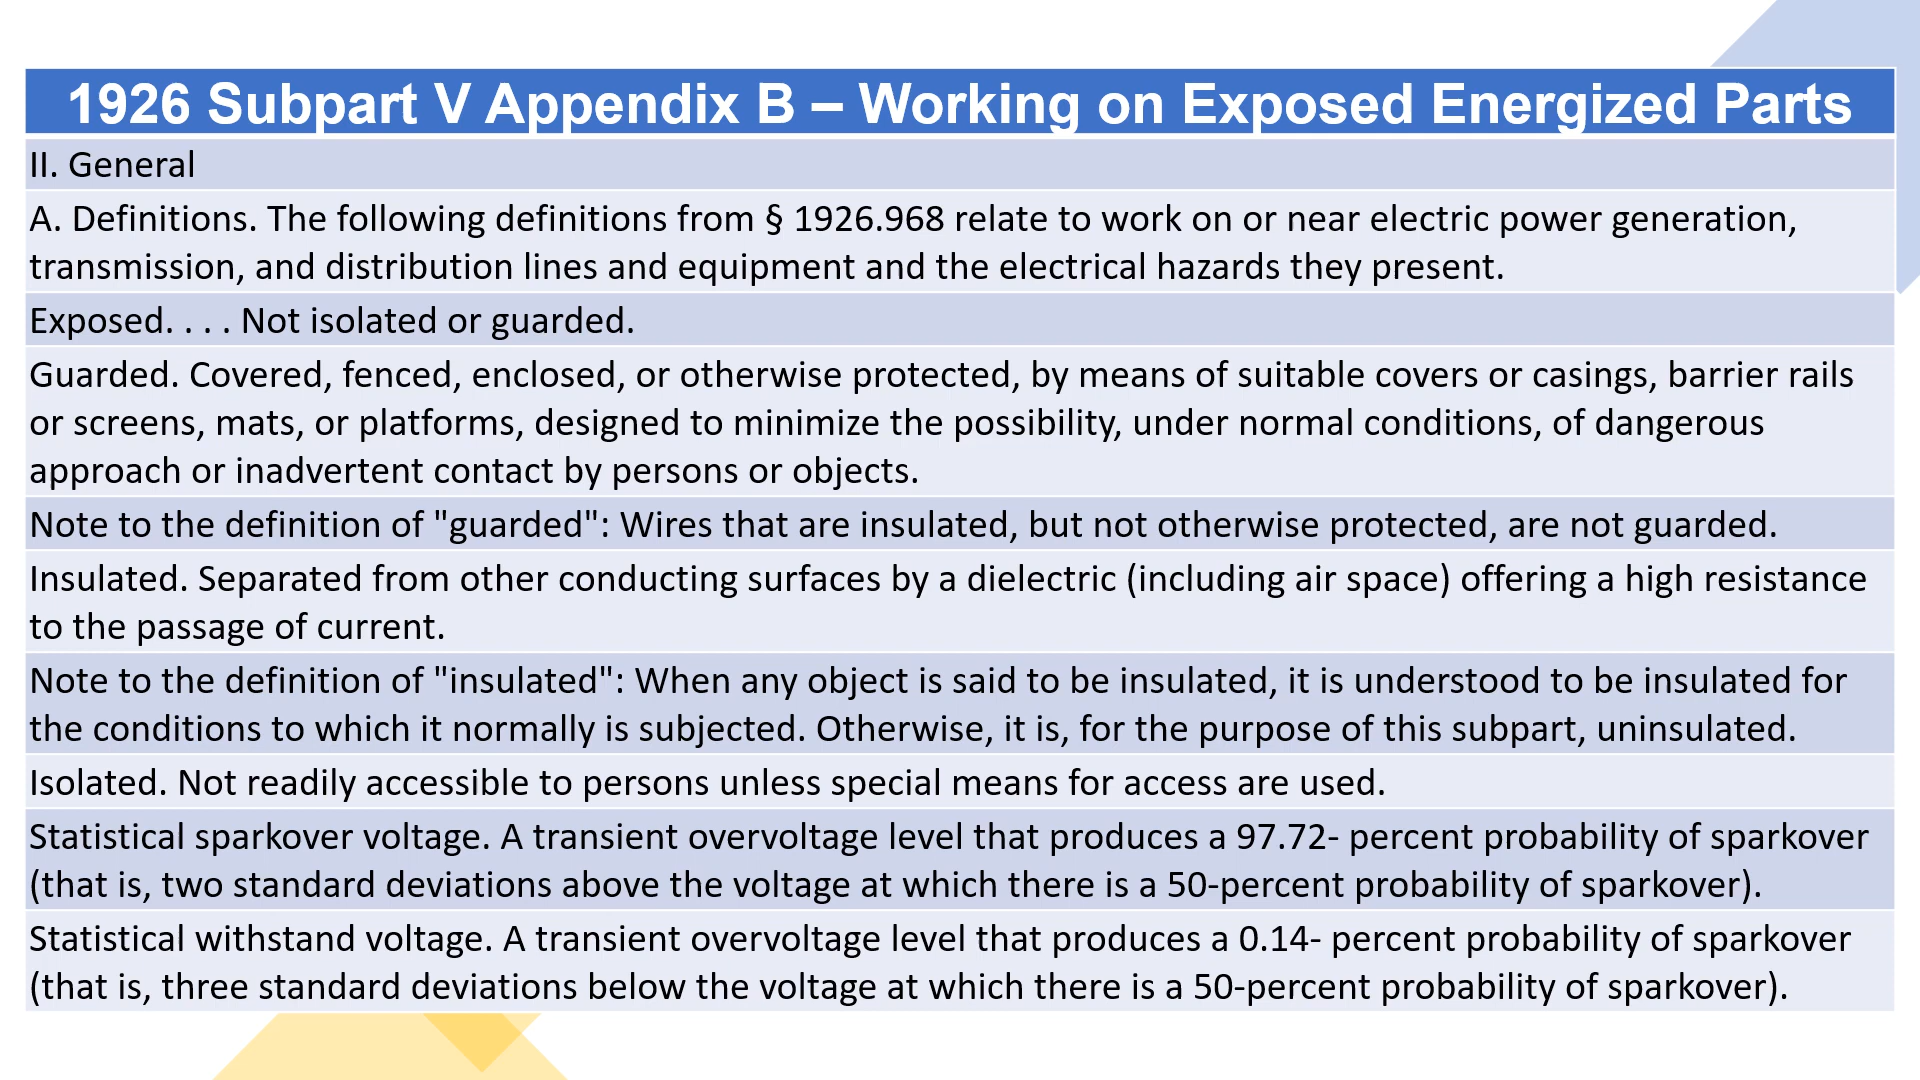 1926 Subpart V Appendix B – Working on Exposed Energized Parts
II. General
A. Definitions. The following definitions from § 1926.968 relate to work on or near electric power generation,
transmission, and distribution lines and equipment and the electrical hazards they present.
Exposed. . . . Not isolated or guarded.
Guarded. Covered, fenced, enclosed, or otherwise protected, by means of suitable covers or casings, barrier rails
or screens, mats, or platforms, designed to minimize the possibility, under normal conditions, of dangerous
approach or inadvertent contact by persons or objects.
Note to the definition of "guarded": Wires that are insulated, but not otherwise protected, are not guarded.
Insulated. Separated from other conducting surfaces by a dielectric (including air space) offering a high resistance
to the passage of current.
Note to the definition of "insulated": When any object is said to be insulated, it is understood to be insulated for
the conditions to which it normally is subjected. Otherwise, it is, for the purpose of this subpart, uninsulated.
Isolated. Not readily accessible to persons unless special means for access are used.
Statistical sparkover voltage. A transient overvoltage level that produces a 97.72- percent probability of sparkover
(that is, two standard deviations above the voltage at which there is a 50-percent probability of sparkover).
Statistical withstand voltage. A transient overvoltage level that produces a 0.14- percent probability of sparkover
(that is, three standard deviations below the voltage at which there is a 50-percent probability of sparkover).